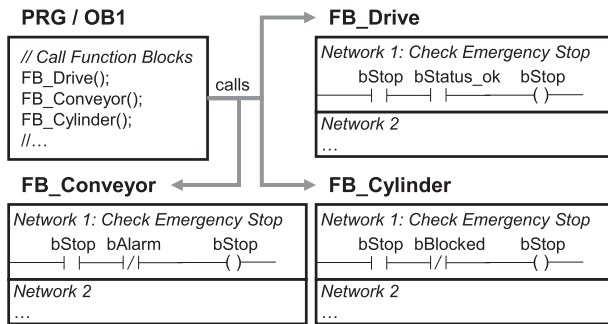 PRG / OB1
// Call Function Blocks
FB_Drive();
FB_Conveyor();
FB_Cylinder();
//…
calls
FB_Drive
Network 1: Check Emergency Stop
bStop bStatus_ok bStop
Network 2
…
FB_Conveyor
Network 1: Check Emergency Stop
bStop bAlarm bStop
Network 2
…
FB_Cylinder
Network 1: Check Emergency Stop
bStop bBlocked bStop
Network 2
…